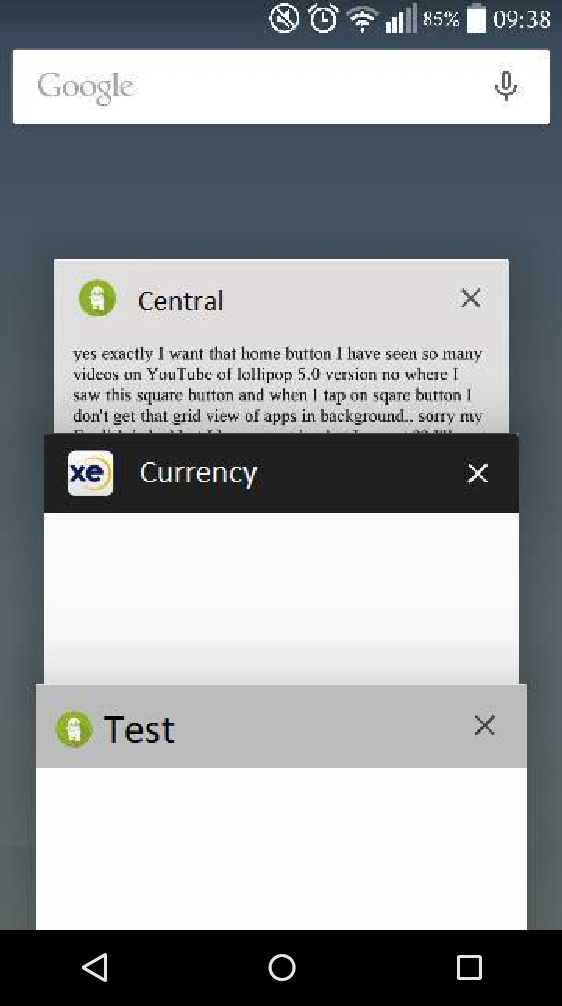 85% 09:38
Google
Central
yes exactly I want that home button I have seen so many
videos on YouTube of lollipop 5.0 version no where I
saw this square button and when I tap on sqare button I
don't get that grid view of apps in background.. sorry my
xe Currency
Test